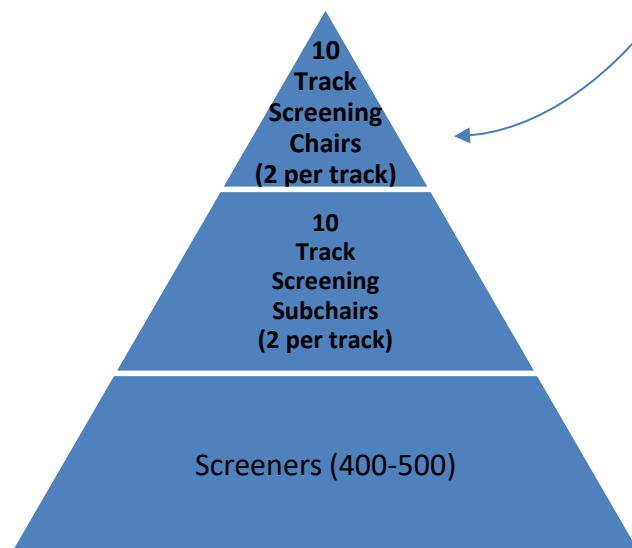 10
Track
Screening
Chairs
(2 per track)
10
Track
Screening
Subchairs
(2 per track)
Screeners (400-500)